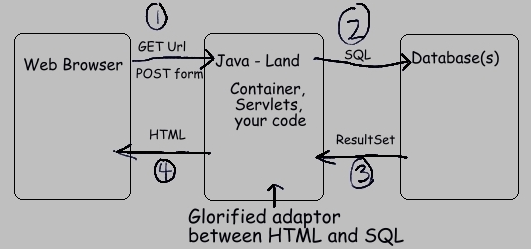 1
2
GET Url
SQL
Web Browser
Java - Land
Database(s)
POST form
Container,
Servlets,
your code
HTML
ResultSet
4
3
Glorified adaptor
between HTML and SQL